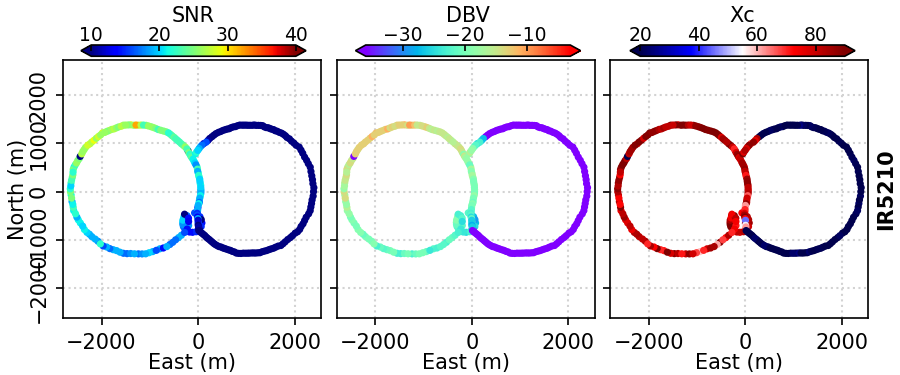 SNR DBV Xc
10 20 30 40 −30 −20 −10 20 40 60 80
2000
1000
0
−1000
−2000
North (m)
IR5210
−2000 0 2000 −2000 0 2000 −2000 0 2000
East (m) East (m) East (m)